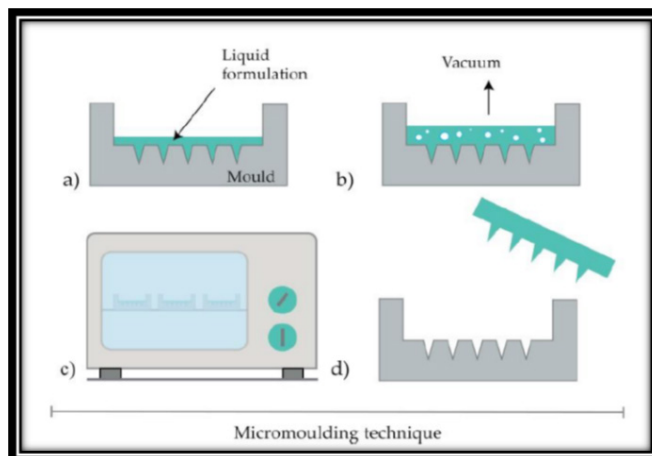 Liquid
formulation
Mould
a)
Vacuum
b)
c)
d)
Micromoulding technique